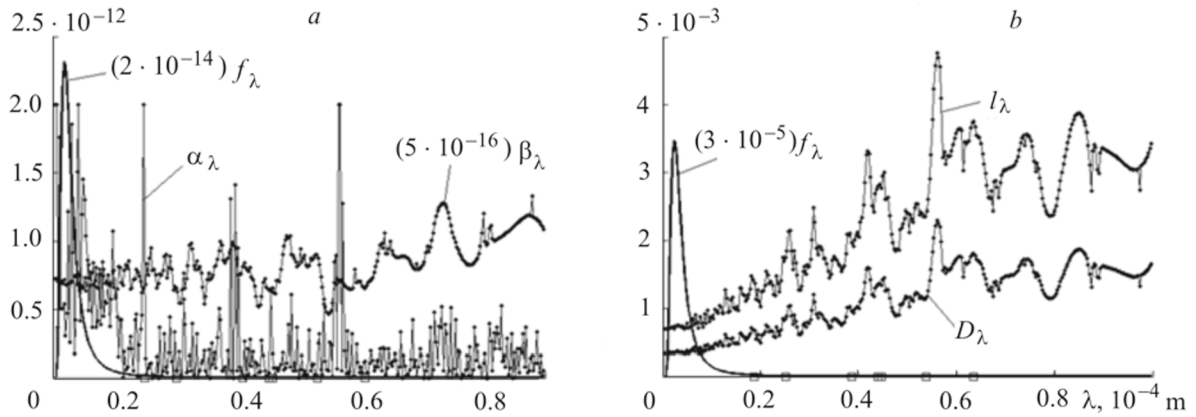 2.5 · 10⁻¹²
a
(2 · 10⁻¹⁴) f_λ
2.0
α_λ
(5 · 10⁻¹⁶) β_λ
1.5
1.0
0.5
0 0.2 0.4 0.6 0.8
5 · 10⁻³
b
l_λ
4
(3 · 10⁻⁵)f_λ
3
2
1
D_λ
0 0.2 0.4 0.6 0.8 λ, 10⁻⁴ m